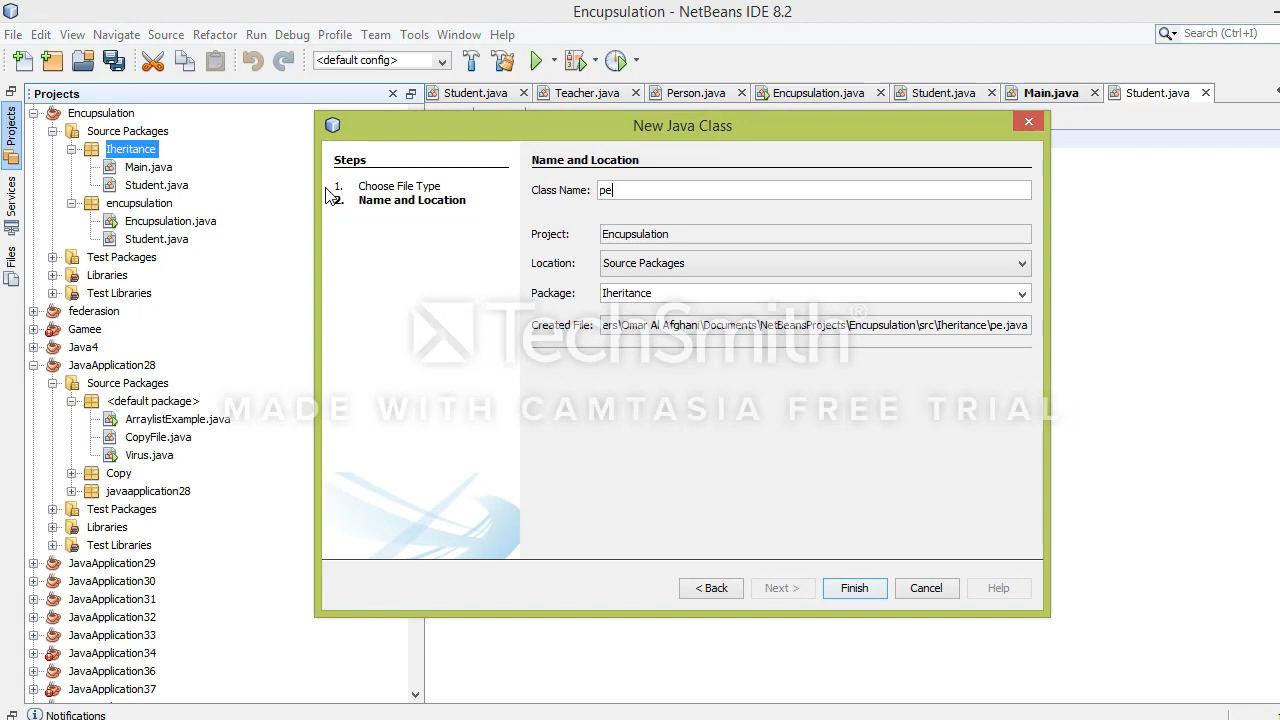 Encupsulation - NetBeans IDE 8.2
File Edit View Navigate Source Refactor Run Debug Profile Team Tools Window Help
Search (Ctrl+I)
<default config>
Projects
Student.java Teacher.java Person.java Encupsulation.java Student.java Main.java Student.java
Projects
Services
Files
Encupsulation
Source Packages
Iheritance
Main.java
Student.java
encupsulation
Encupsulation.java
Student.java
Test Packages
Libraries
Test Libraries
federasion
Gamee
Java4
JavaApplication28
Source Packages
<default package>
ArraylistExample.java
CopyFile.java
Virus.java
Copy
javaapplication28
Test Packages
Libraries
Test Libraries
JavaApplication29
JavaApplication30
JavaApplication31
JavaApplication32
JavaApplication33
JavaApplication34
JavaApplication36
JavaApplication37
New Java Class
Steps
1. Choose File Type
2. Name and Location
Name and Location
Class Name: pe
Project: Encupsulation
Location: Source Packages
Package: Iheritance
Created File: ers\Omar Al Afghani\Documents\NetBeansProjects\Encupsulation\src\Iheritance\pe.java
< Back Next > Finish Cancel Help
TechSmith®
MADE WITH CAMTASIA FREE TRIAL
Notifications